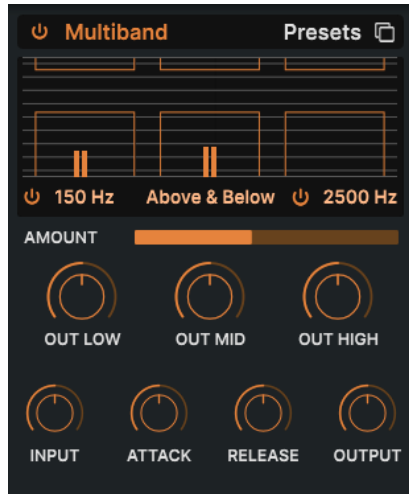 Multiband Presets
150 Hz Above & Below 2500 Hz
AMOUNT
OUT LOW OUT MID OUT HIGH
INPUT ATTACK RELEASE OUTPUT